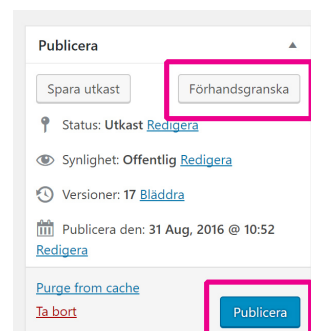 Publicera
Spara utkast Förhandsgranska
Status: Utkast Redigera
Synlighet: Offentlig Redigera
Versioner: 17 Bläddra
Publicera den: 31 Aug, 2016 @ 10:52
Redigera
Purge from cache
Ta bort Publicera